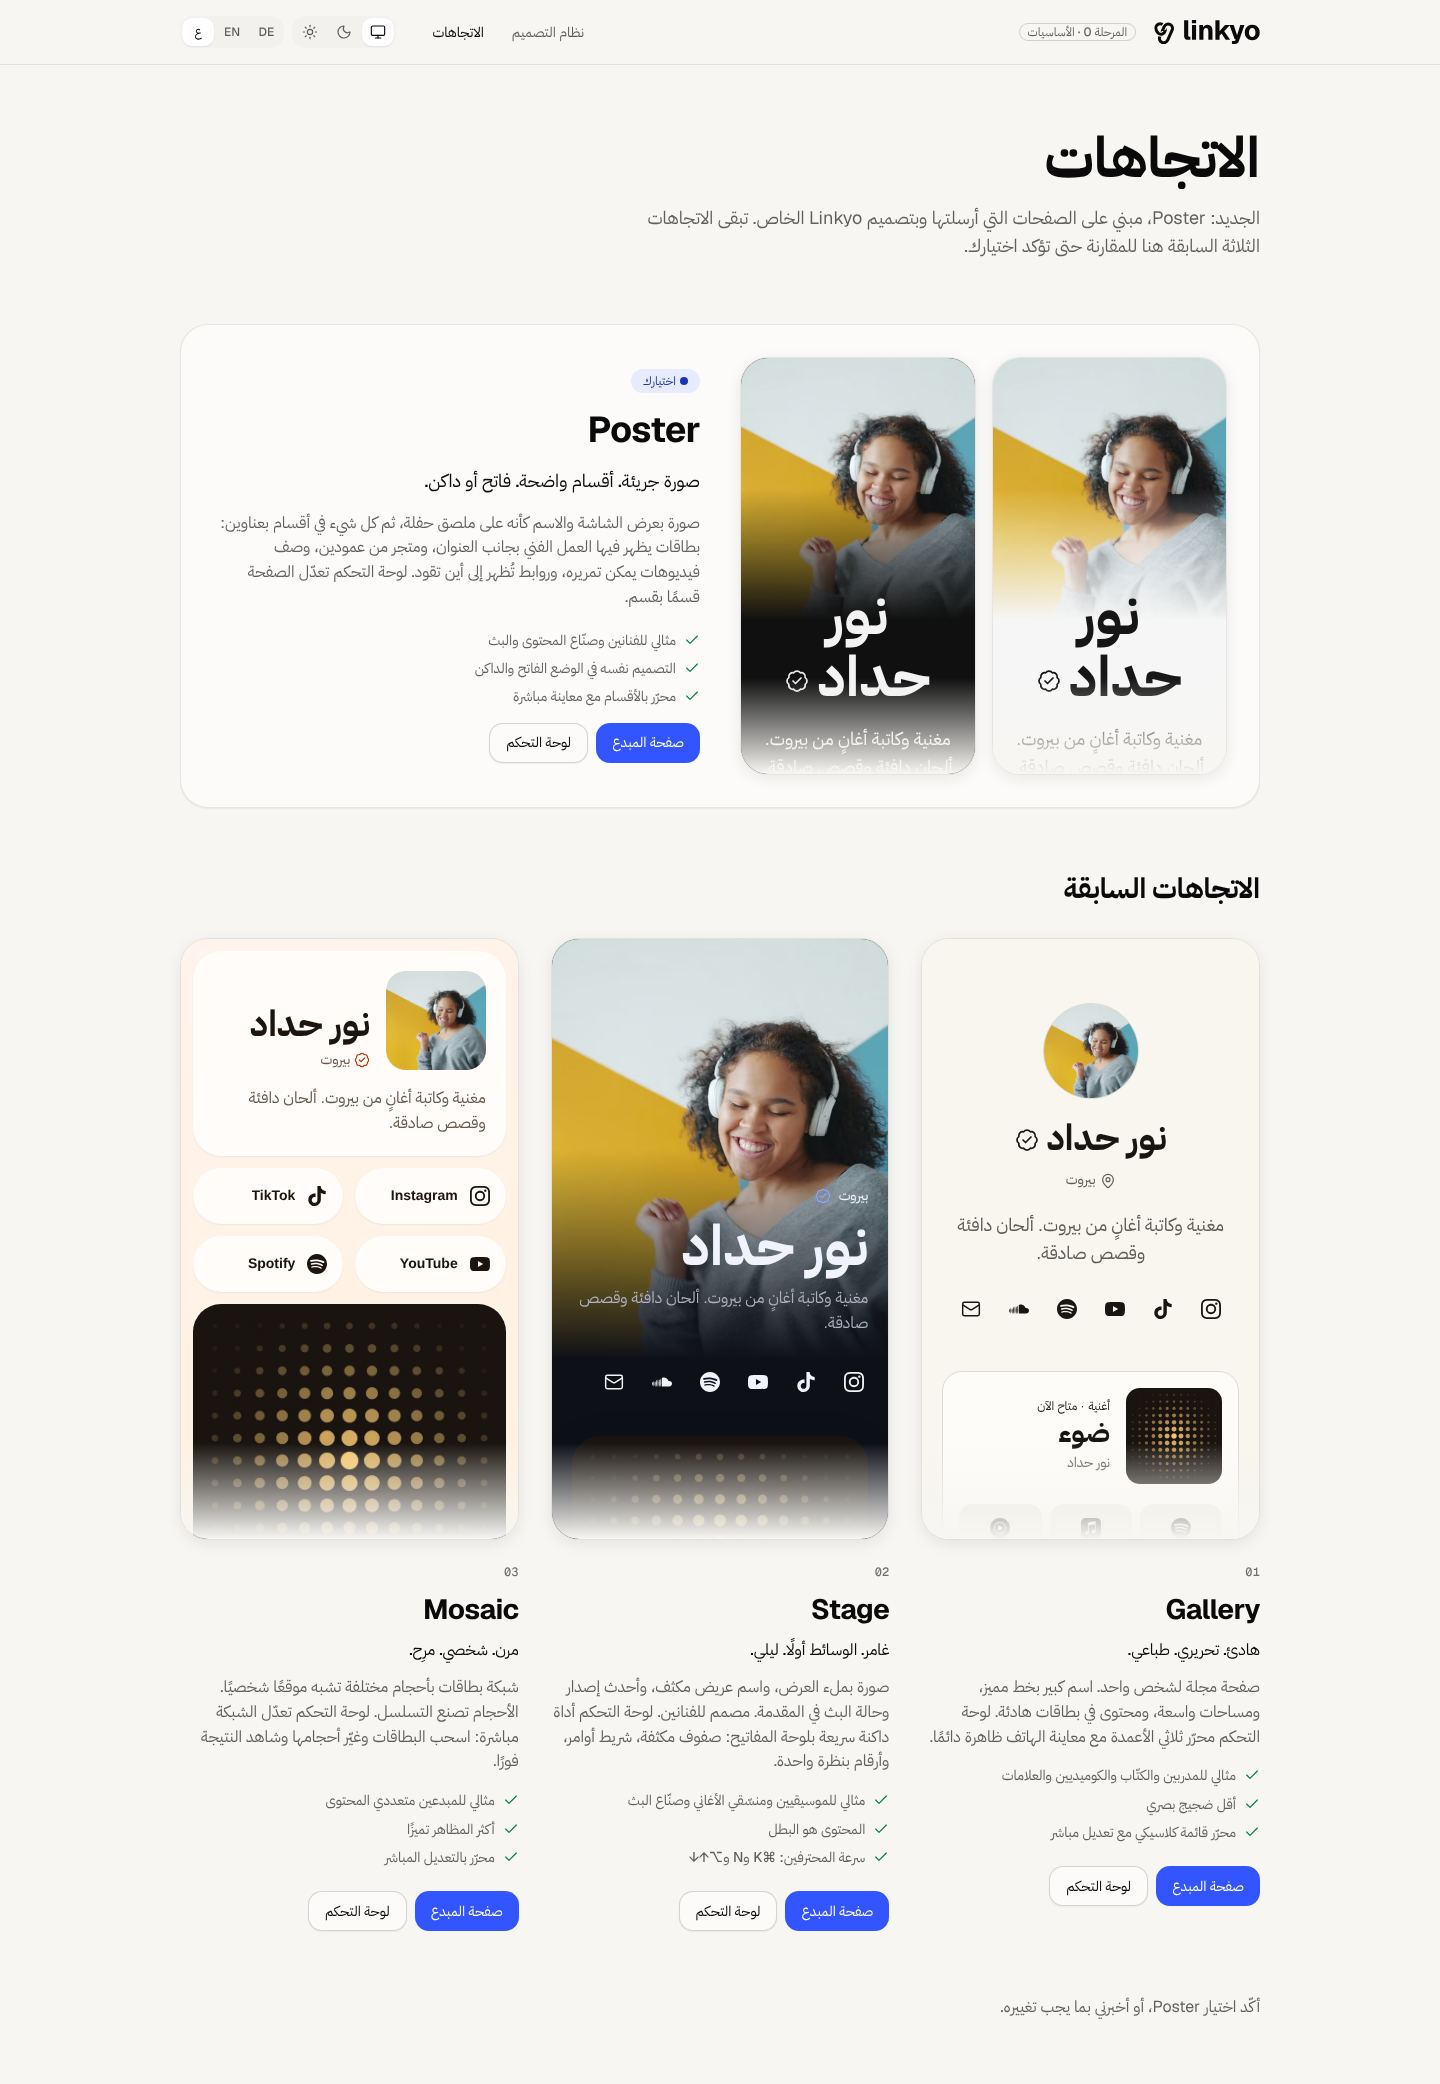 linkyo
المرحلة 0 · الأساسيات
نظام التصميم
الاتجاهات
DE
EN
ع
الاتجاهات
الجديد: Poster، مبني على الصفحات التي أرسلتها وبتصميم Linkyo الخاص. تبقى الاتجاهات
الثلاثة السابقة هنا للمقارنة حتى تؤكد اختيارك.
نور
حداد
مغنية وكاتبة أغانٍ من بيروت.
ألحان دافئة وقصص صادقة
نور
حداد
مغنية وكاتبة أغانٍ من بيروت.
ألحان دافئة وقصص صادقة
اختيارك
Poster
صورة جريئة. أقسام واضحة. فاتح أو داكن.
صورة بعرض الشاشة والاسم كأنه على ملصق حفلة، ثم كل شيء في أقسام بعناوين:
بطاقات يظهر فيها العمل الفني بجانب العنوان، ومتجر من عمودين، وصف
فيديوهات يمكن تمريره، وروابط تُظهر إلى أين تقود. لوحة التحكم تعدّل الصفحة
قسمًا بقسم.
مثالي للفنانين وصنّاع المحتوى والبث
التصميم نفسه في الوضع الفاتح والداكن
محرّر بالأقسام مع معاينة مباشرة
صفحة المبدع
لوحة التحكم
الاتجاهات السابقة
نور حداد
بيروت
مغنية وكاتبة أغانٍ من بيروت. ألحان دافئة
وقصص صادقة.
أغنية · متاح الآن
ضوء
نور حداد
01
Gallery
هادئ. تحريري. طباعي.
صفحة مجلة لشخص واحد. اسم كبير بخط مميز،
ومساحات واسعة، ومحتوى في بطاقات هادئة. لوحة
التحكم محرّر ثلاثي الأعمدة مع معاينة الهاتف ظاهرة دائمًا.
مثالي للمدربين والكتّاب والكوميديين والعلامات
أقل ضجيج بصري
محرّر قائمة كلاسيكي مع تعديل مباشر
صفحة المبدع
لوحة التحكم
بيروت
نور حداد
مغنية وكاتبة أغانٍ من بيروت. ألحان دافئة وقصص
صادقة.
02
Stage
غامر. الوسائط أولًا. ليلي.
صورة بملء العرض، واسم عريض مكثف، وأحدث إصدار
وحالة البث في المقدمة. مصمم للفنانين. لوحة التحكم أداة
داكنة سريعة بلوحة المفاتيح: صفوف مكثفة، شريط أوامر،
وأرقام بنظرة واحدة.
مثالي للموسيقيين ومنسّقي الأغاني وصنّاع البث
المحتوى هو البطل
سرعة المحترفين: ⌘K وN و⌥↑↓
صفحة المبدع
لوحة التحكم
نور حداد
بيروت
مغنية وكاتبة أغانٍ من بيروت. ألحان دافئة
وقصص صادقة.
Instagram
TikTok
YouTube
Spotify
03
Mosaic
مرن. شخصي. مرِح.
شبكة بطاقات بأحجام مختلفة تشبه موقعًا شخصيًا.
الأحجام تصنع التسلسل. لوحة التحكم تعدّل الشبكة
مباشرة: اسحب البطاقات وغيّر أحجامها وشاهد النتيجة
فورًا.
مثالي للمبدعين متعددي المحتوى
أكثر المظاهر تميزًا
محرّر بالتعديل المباشر
صفحة المبدع
لوحة التحكم
أكّد اختيار Poster، أو أخبرني بما يجب تغييره.